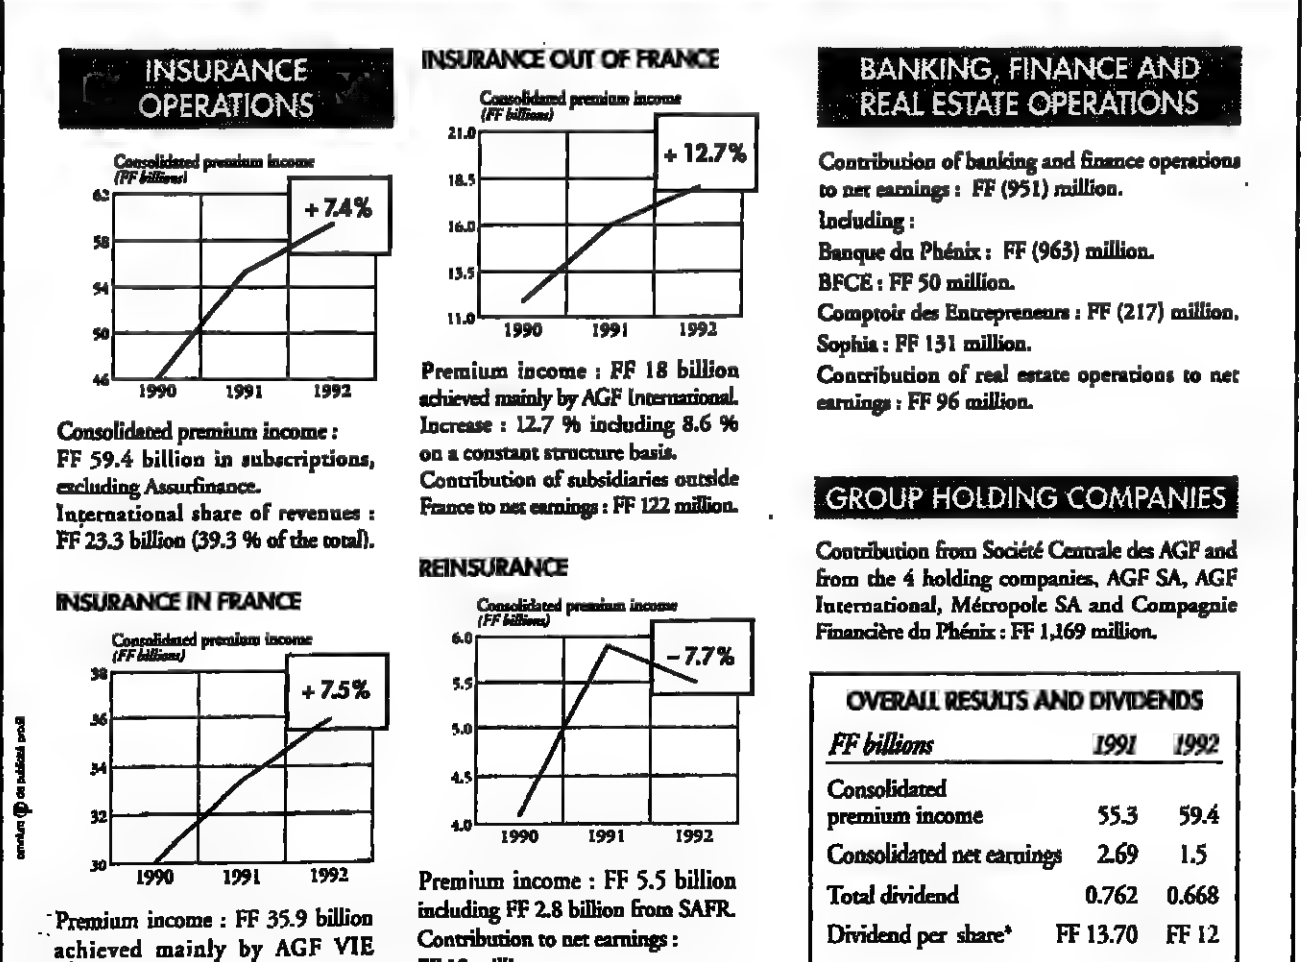 INSURANCE
OPERATIONS
Consolidated premium income
(FF billions)
62
58
54
50
46
+ 7.4%
1990 1991 1992
Consolidated premium income :
FF 59.4 billion in subscriptions,
excluding Assurfinance.
International share of revenues :
FF 23.3 billion (39.3 % of the total).
INSURANCE IN FRANCE
Consolidated premium income
(FF billions)
38
36
34
32
30
+ 7.5%
1990 1991 1992
Premium income : FF 35.9 billion
achieved mainly by AGF VIE
INSURANCE OUT OF FRANCE
Consolidated premium income
(FF billions)
21.0
18.5
16.0
13.5
11.0
+ 12.7%
1990 1991 1992
Premium income : FF 18 billion
achieved mainly by AGF International.
Increase : 12.7 % including 8.6 %
on a constant structure basis.
Contribution of subsidiaries outside
France to net earnings : FF 122 million.
REINSURANCE
Consolidated premium income
(FF billions)
6.0
5.5
5.0
4.5
4.0
– 7.7%
1990 1991 1992
Premium income : FF 5.5 billion
including FF 2.8 billion from SAFR.
Contribution to net earnings :
BANKING, FINANCE AND
REAL ESTATE OPERATIONS
Contribution of banking and finance operations
to net earnings : FF (951) million.
Including :
Banque du Phénix : FF (963) million.
BFCE : FF 50 million.
Comptoir des Entrepreneurs : FF (217) million.
Sophia : FF 131 million.
Contribution of real estate operations to net
earnings : FF 96 million.
GROUP HOLDING COMPANIES
Contribution from Société Centrale des AGF and
from the 4 holding companies, AGF SA, AGF
International, Métropole SA and Compagnie
Financière du Phénix : FF 1,169 million.
OVERALL RESULTS AND DIVIDENDS
FF billions 1991 1992
Consolidated
premium income 55.3 59.4
Consolidated net earnings 2.69 1.5
Total dividend 0.762 0.668
Dividend per share* FF 13.70 FF 12